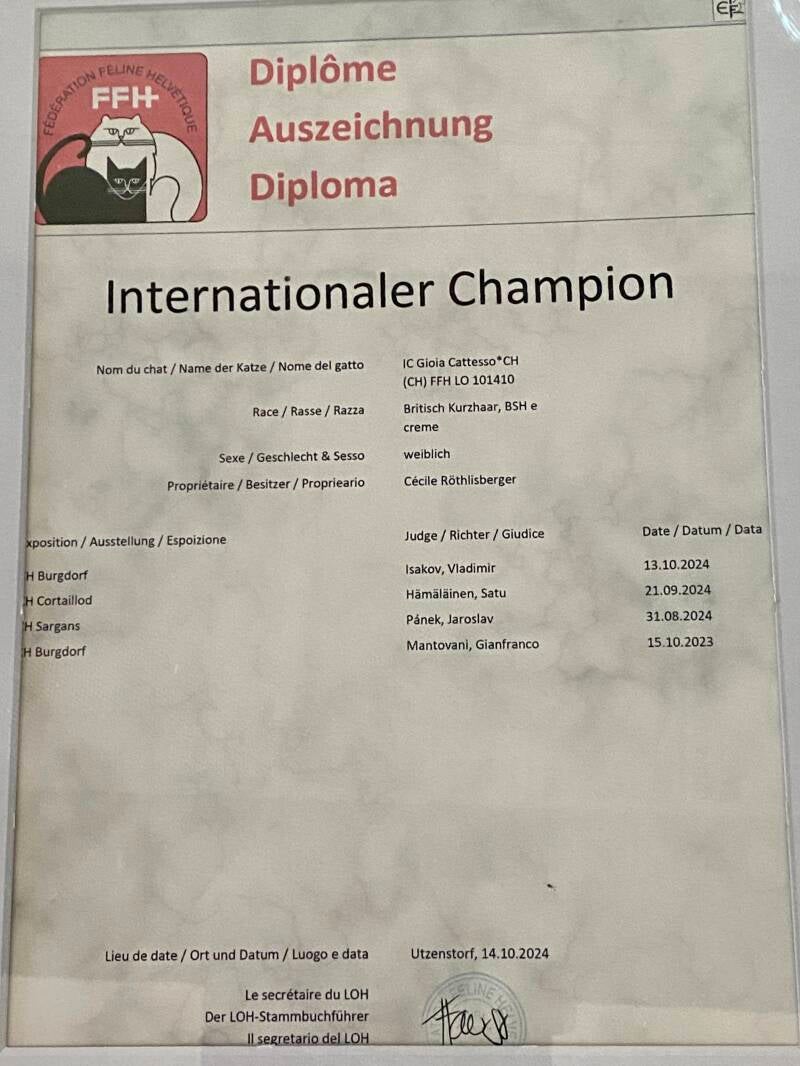 FÉDÉRATION FÉLINE HELVÉTIQUE
FFH
Diplôme
Auszeichnung
Diploma
Internationaler Champion
Nom du chat / Name der Katze / Nome del gatto IC Gioia Cattesso*CH
(CH) FFH LO 101410
Race / Rasse / Razza Britisch Kurzhaar, BSH e
creme
Sexe / Geschlecht & Sesso weiblich
Propriétaire / Besitzer / Proprieario Cécile Röthlisberger
xposition / Ausstellung / Espoizione Judge / Richter / Giudice Date / Datum / Data
H Burgdorf Isakov, Vladimir 13.10.2024
H Cortaillod Hämäläinen, Satu 21.09.2024
H Sargans Pánek, Jaroslav 31.08.2024
H Burgdorf Mantovani, Gianfranco 15.10.2023
Lieu de date / Ort und Datum / Luogo e data Utzenstorf, 14.10.2024
Le secrétaire du LOH
Der LOH-Stammbuchführer
Il segretario del LOH